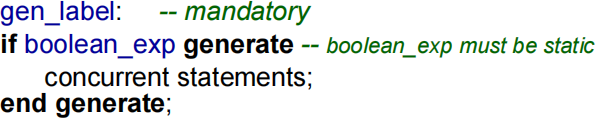 gen_label: -- mandatory
if boolean_exp generate -- boolean_exp must be static
concurrent statements;
end generate;